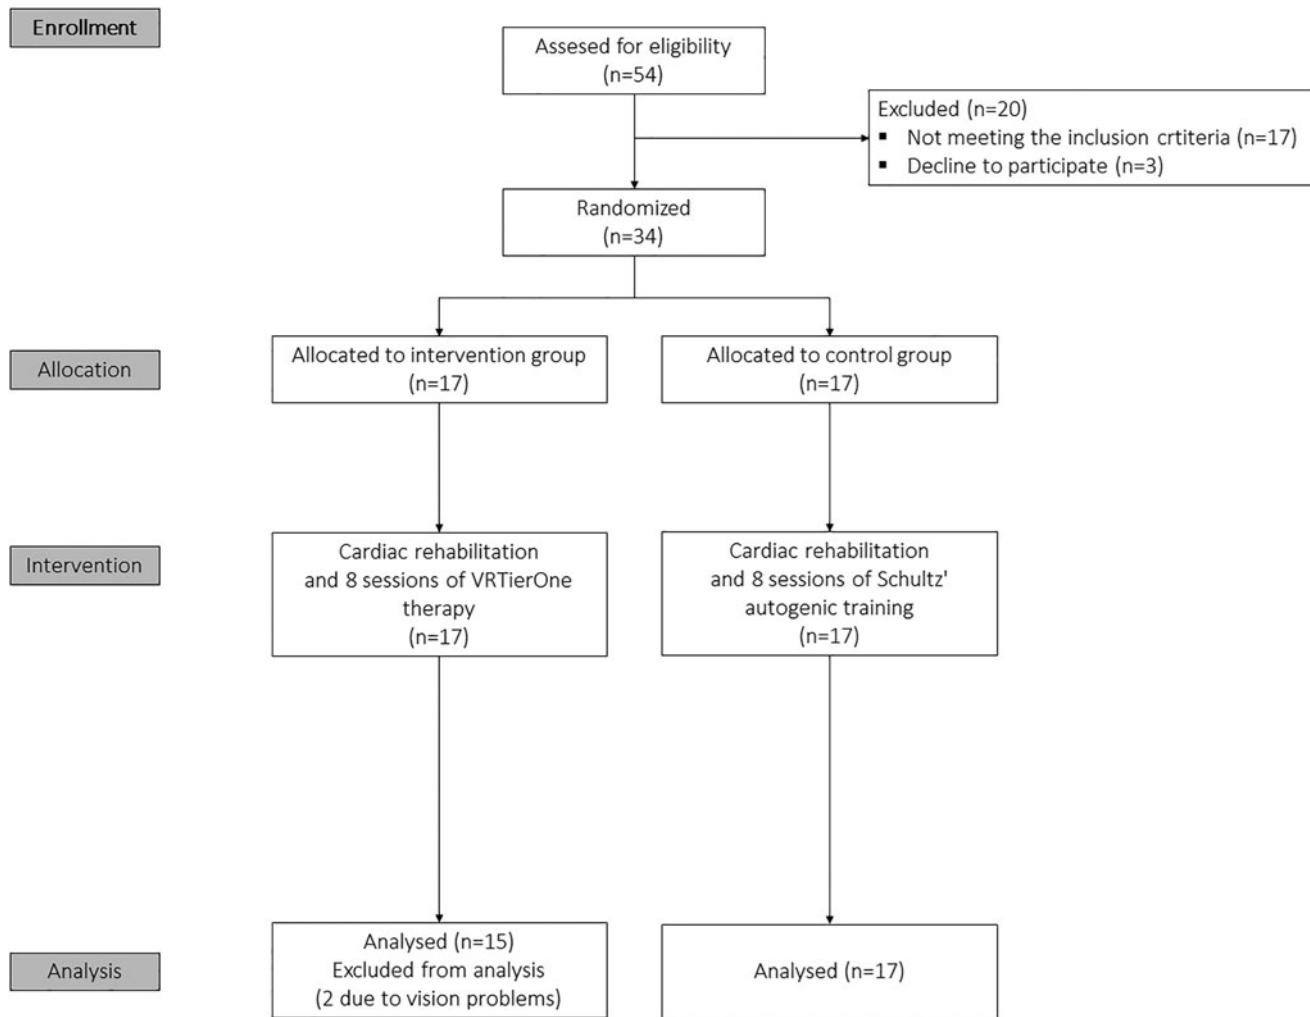 Enrollment
Assesed for eligibility
(n=54)
Excluded (n=20)
▪ Not meeting the inclusion crtiteria (n=17)
▪ Decline to participate (n=3)
Randomized
(n=34)
Allocation
Allocated to intervention group
(n=17)
Allocated to control group
(n=17)
Intervention
Cardiac rehabilitation
and 8 sessions of VRTierOne
therapy
(n=17)
Cardiac rehabilitation
and 8 sessions of Schultz'
autogenic training
(n=17)
Analysis
Analysed (n=15)
Excluded from analysis
(2 due to vision problems)
Analysed (n=17)